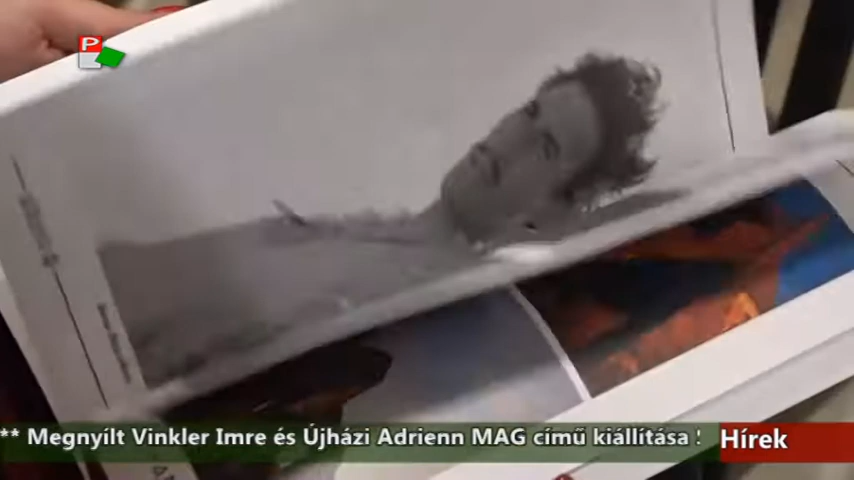 P
** Megnyílt Vinkler Imre és Újházi Adrienn MAG című kiállítása !
Hírek